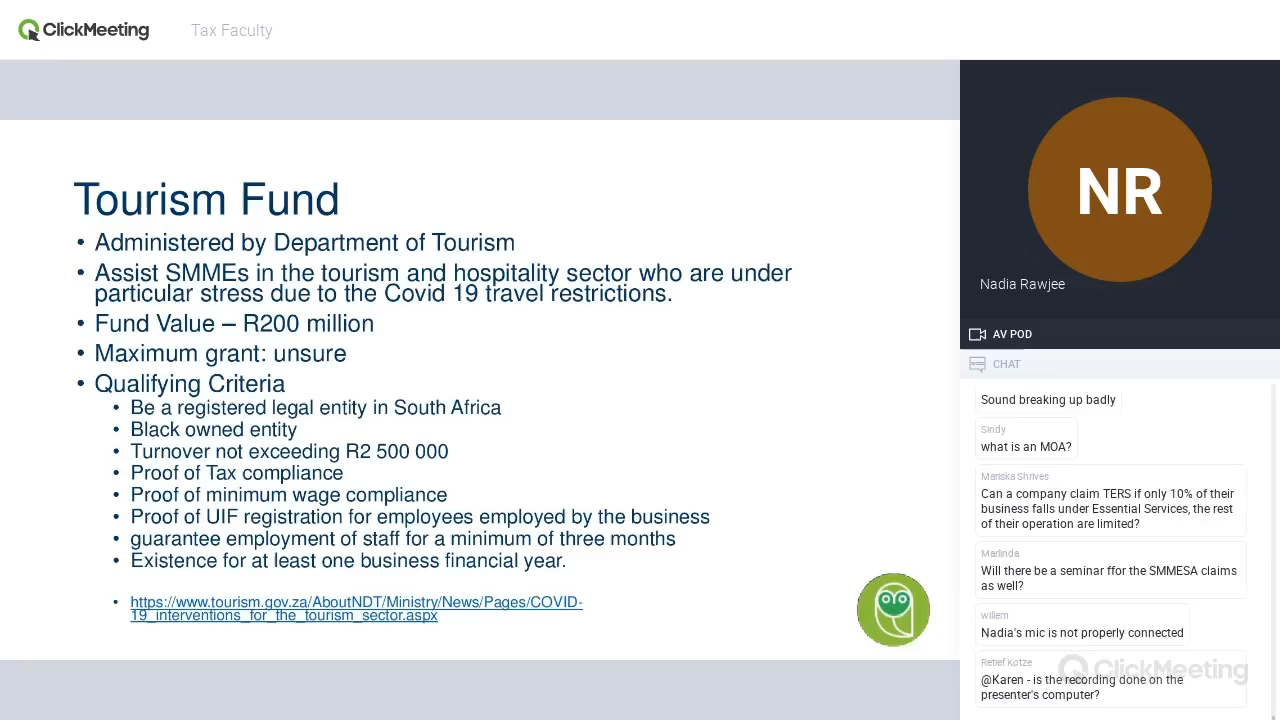 ClickMeeting
Tax Faculty
Tourism Fund
• Administered by Department of Tourism
• Assist SMMEs in the tourism and hospitality sector who are under
particular stress due to the Covid 19 travel restrictions.
• Fund Value – R200 million
• Maximum grant: unsure
• Qualifying Criteria
• Be a registered legal entity in South Africa
• Black owned entity
• Turnover not exceeding R2 500 000
• Proof of Tax compliance
• Proof of minimum wage compliance
• Proof of UIF registration for employees employed by the business
• guarantee employment of staff for a minimum of three months
• Existence for at least one business financial year.
• https://www.tourism.gov.za/AboutNDT/Ministry/News/Pages/COVID-
19_interventions_for_the_tourism_sector.aspx
NR
Nadia Rawjee
AV POD
CHAT
Sound breaking up badly
Sindy
what is an MOA?
Mariska Shrives
Can a company claim TERS if only 10% of their
business falls under Essential Services, the rest
of their operation are limited?
Marlinda
Will there be a seminar ffor the SMMESA claims
as well?
willem
Nadia's mic is not properly connected
Retief Kotze
@Karen - is the recording done on the
presenter's computer?
ClickMeeting